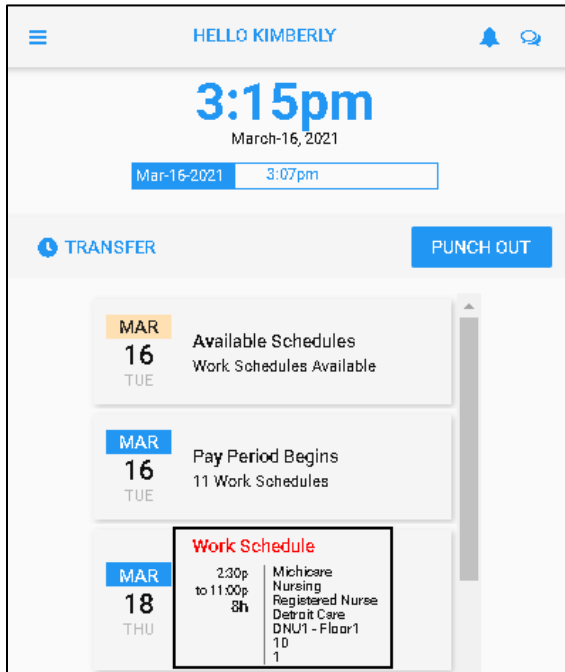 HELLO KIMBERLY
3:15pm
March-16, 2021
Mar-16-2021 3:07pm
TRANSFER PUNCH OUT
MAR
16
TUE
Available Schedules
Work Schedules Available
MAR
16
TUE
Pay Period Begins
11 Work Schedules
MAR
18
THU
Work Schedule
2:30p
to 11:00p
8h
Michicare
Nursing
Registered Nurse
Detroit Care
DNU1 - Floor1
10
1